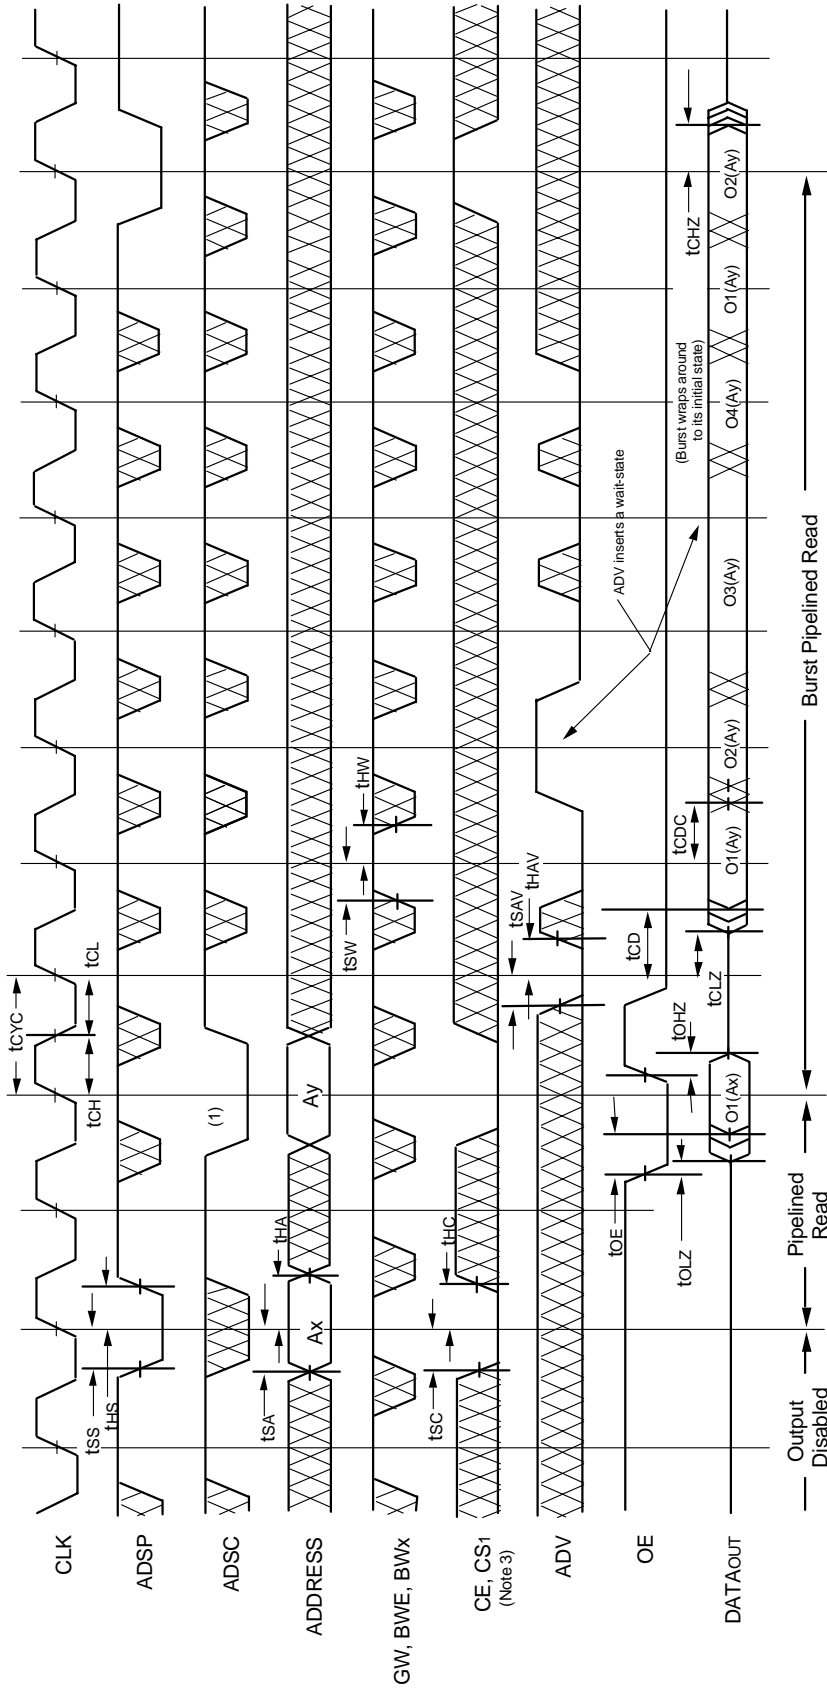 CLK
ADSP
ADSC
ADDRESS
GW, BWE, BWx
CE, CS1
(Note 3)
ADV
OE
DATAOUT
tCYC
tCH
tCL
tSS
tHS
(1)
tSA
tHA
Ax
Ay
tSW
tHW
tSC
tHC
tSAV
tHAV
ADV inserts a wait-state
tOE
tOHZ
tOLZ
tCD
tCLZ
tCDC
tCHZ
(Burst wraps around
to its initial state)
O1(Ax)
O1(Ay)
O2(Ay)
O3(Ay)
O4(Ay)
O1(Ay)
O2(Ay)
Output
Disabled
Pipelined
Read
Burst Pipelined Read